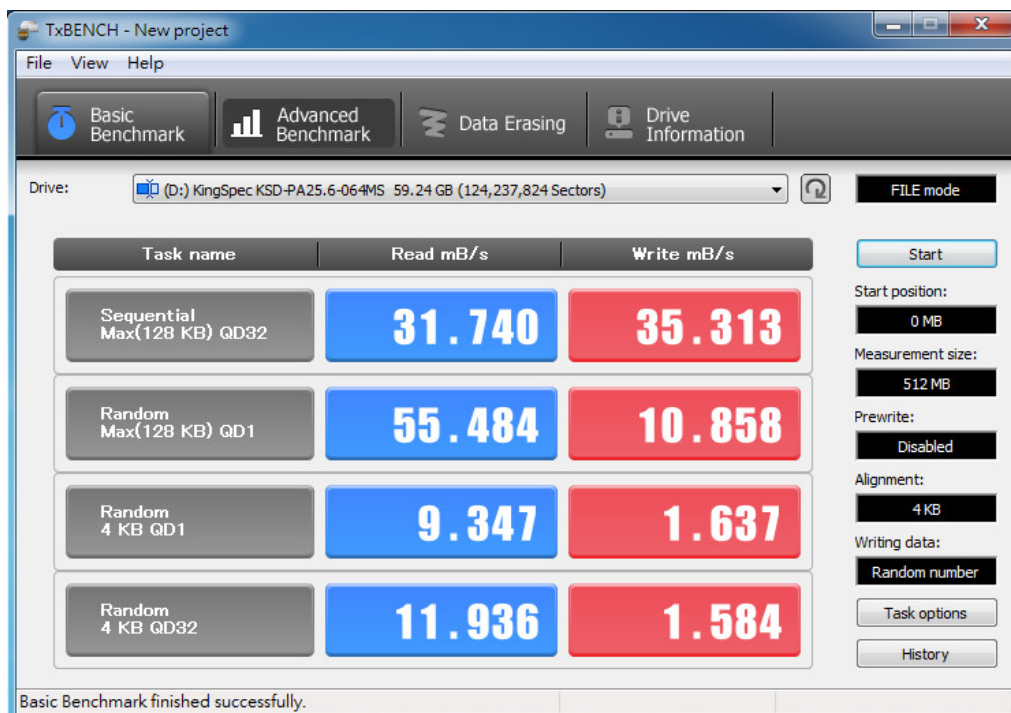 TxBENCH - New project
File View Help
Basic
Benchmark
Advanced
Benchmark
Data Erasing
Drive
Information
Drive:
(D:) KingSpec KSD-PA25.6-064MS 59.24 GB (124,237,824 Sectors)
FILE mode
Task name Read mB/s Write mB/s
Start
Sequential
Max(128 KB) QD32
31.740
35.313
Start position:
0 MB
Measurement size:
512 MB
Random
Max(128 KB) QD1
55.484
10.858
Prewrite:
Disabled
Alignment:
4 KB
Random
4 KB QD1
9.347
1.637
Writing data:
Random number
Random
4 KB QD32
11.936
1.584
Task options
History
Basic Benchmark finished successfully.